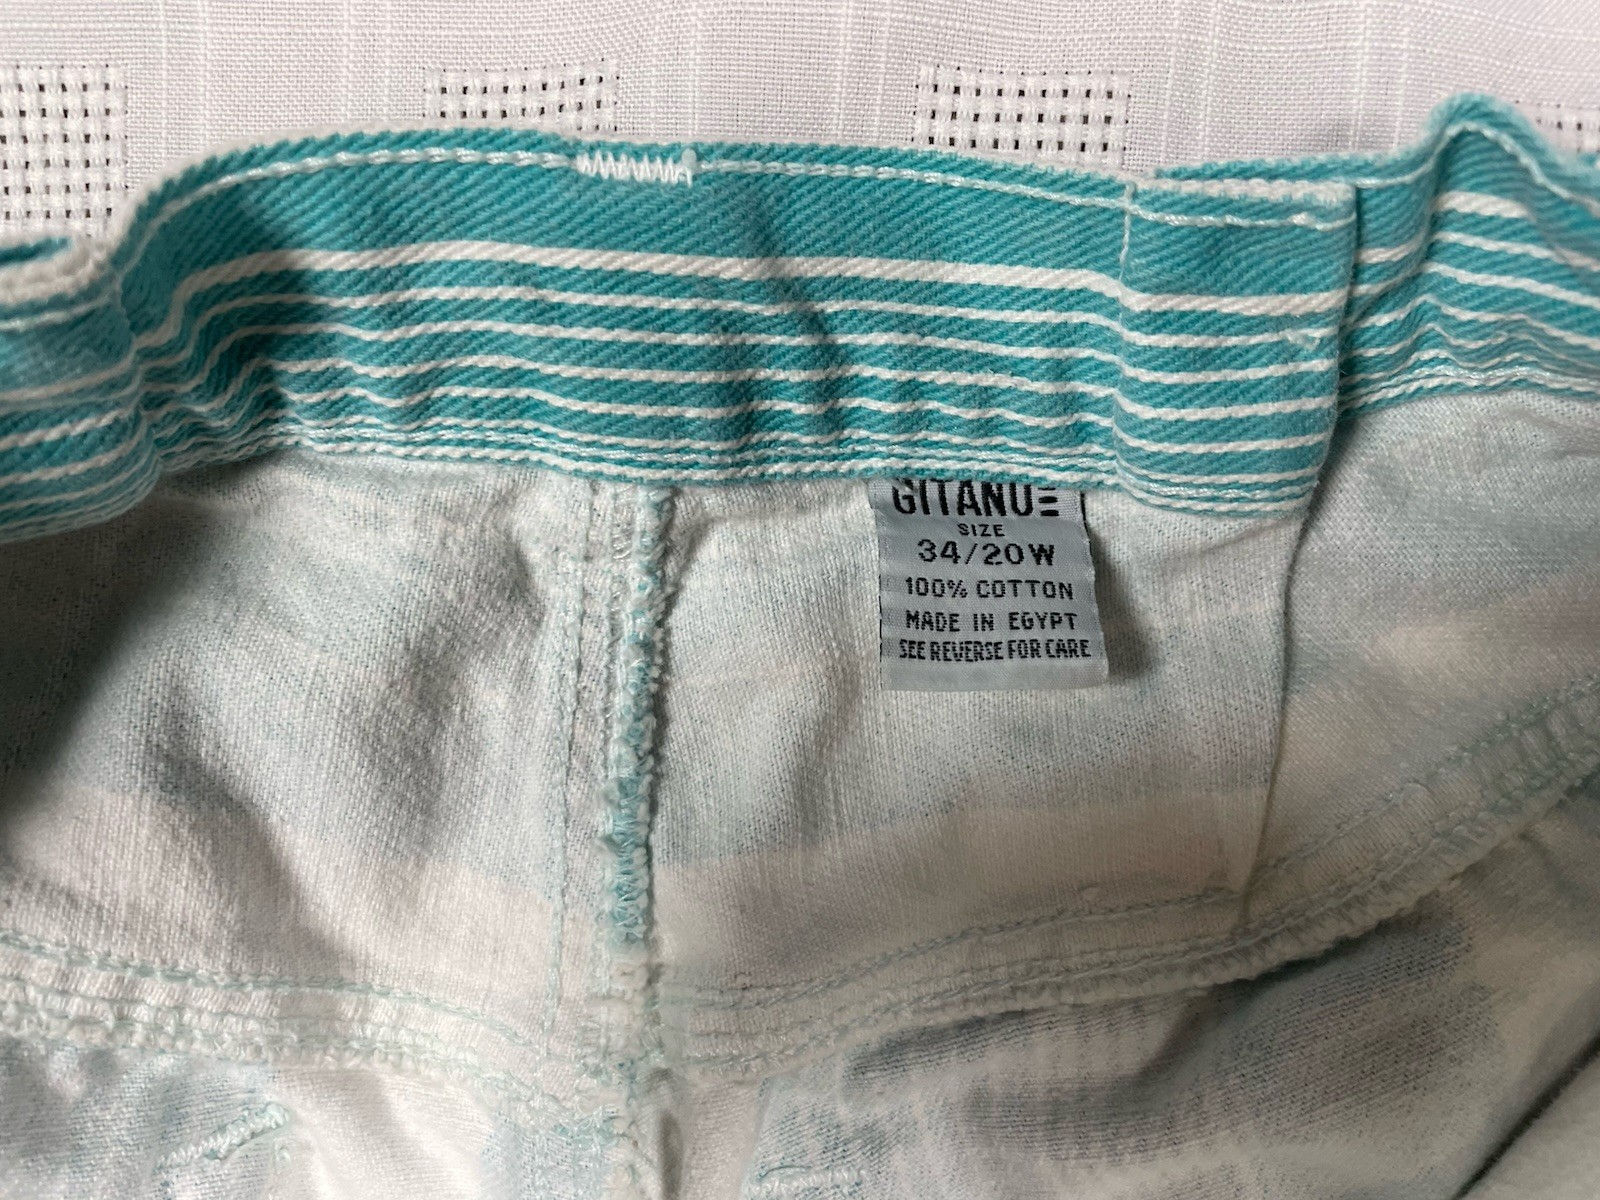 GITANO
SIZE
34/20W
100% COTTON
MADE IN EGYPT
SEE REVERSE FOR CARE